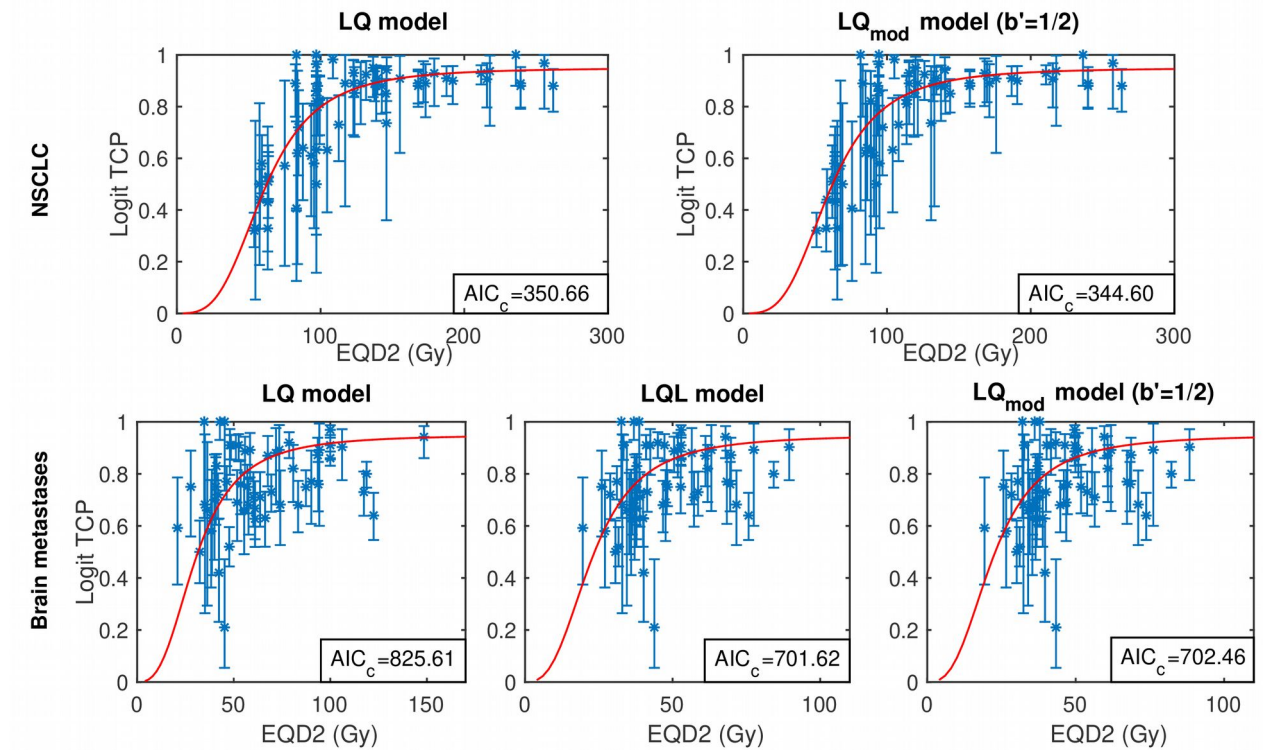 LQ model
LQmod model (b'=1/2)
NSCLC
Logit TCP
1
0.8
0.6
0.4
0.2
0
AICc=350.66
0
100
200
300
EQD2 (Gy)
Logit TCP
1
0.8
0.6
0.4
0.2
0
AICc=344.60
0
100
200
300
EQD2 (Gy)
LQ model
LQL model
LQmod model (b'=1/2)
Brain metastases
Logit TCP
1
0.8
0.6
0.4
0.2
0
AICc=825.61
0
50
100
150
EQD2 (Gy)
1
0.8
0.6
0.4
0.2
0
AICc=701.62
0
50
100
EQD2 (Gy)
1
0.8
0.6
0.4
0.2
0
AICc=702.46
0
50
100
EQD2 (Gy)